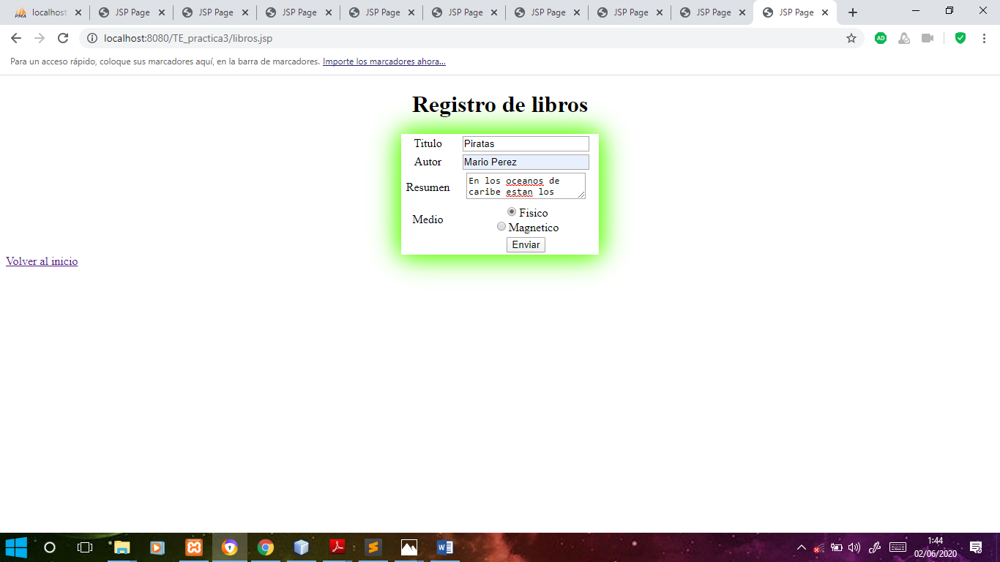 localhost
JSP Page
JSP Page
JSP Page
JSP Page
JSP Page
JSP Page
JSP Page
JSP Page
JSP Page
localhost:8080/TE_practica3/libros.jsp
AD
Para un acceso rápido, coloque sus marcadores aquí, en la barra de marcadores. Importe los marcadores ahora...
Registro de libros
Titulo Piratas
Autor Mario Perez
Resumen En los oceanos de
caribe estan los
Medio Fisico
Magnetico
Enviar
Volver al inicio
1:44
02/06/2020